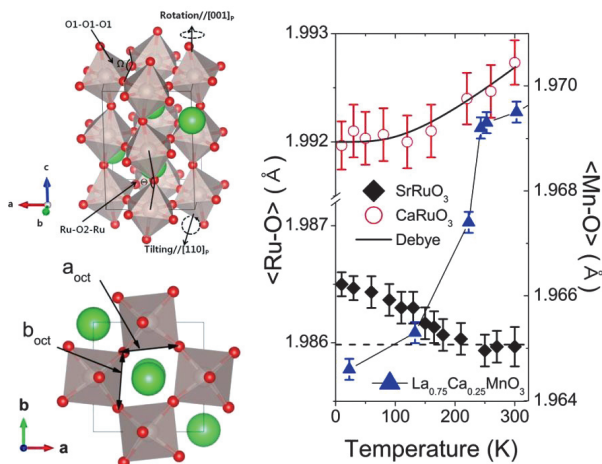 O1-O1-O1
Rotation//[001]P
Ω
Θ
c
a
b
Ru-O2-Ru
Tilting//[110]P
aoct
boct
b
a
<Ru-O> (Å)
1.993
1.992
1.987
1.986
SrRuO3
CaRuO3
Debye
La0.75Ca0.25MnO3
0
100
200
300
Temperature (K)
1.970
1.968
1.966
1.964
<Mn-O> (Å)